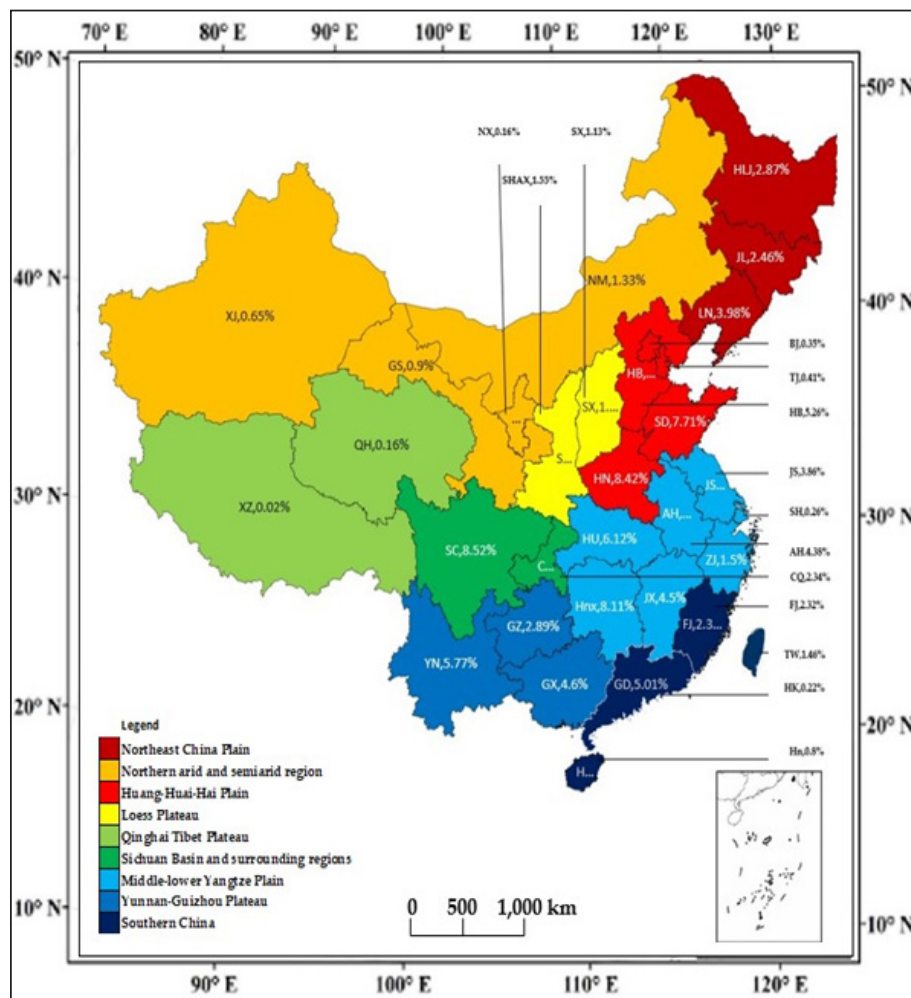 70° E 80° E 90° E 100° E 110° E 120° E 130° E
50° N
50° N
NX,0.16%
SX,1.13%
SHAX,1.55%
HLJ,2.87%
JL,2.46%
40° N
NM,1.33%
LN,3.98%
40° N
XJ,0.65%
BJ,0.35%
GS,0.9%
HB,...
TJ,0.41%
...
SX,1....
SD,7.71%
HB,5.26%
QH,0.16%
S...
HN,8.42%
JS...
JS,3.86%
30° N
XZ,0.02%
AH,...
SH,0.26%
30° N
SC,8.52%
HU,6.12%
ZJ,1.5%
AH,4.38%
C...
CQ,2.34%
Hnx,8.11%
JX,4.5%
FJ,2.32%
GZ,2.89%
FJ,2.3...
YN,5.77%
TW,1.46%
GX,4.6%
GD,5.01%
HK,0.22%
20° N
20° N
Hn,0.8%
H...
Legend
Northeast China Plain
Northern arid and semiarid region
Huang-Huai-Hai Plain
Loess Plateau
Qinghai Tibet Plateau
Sichuan Basin and surrounding regions
Middle-lower Yangtze Plain
Yunnan-Guizhou Plateau
Southern China
0 500 1,000 km
10° N
10° N
90° E 100° E 110° E 120° E